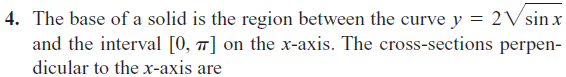 4. The base of a solid is the region between the curve y = 2√sin x
and the interval [0, π] on the x-axis. The cross-sections perpen-
dicular to the x-axis are